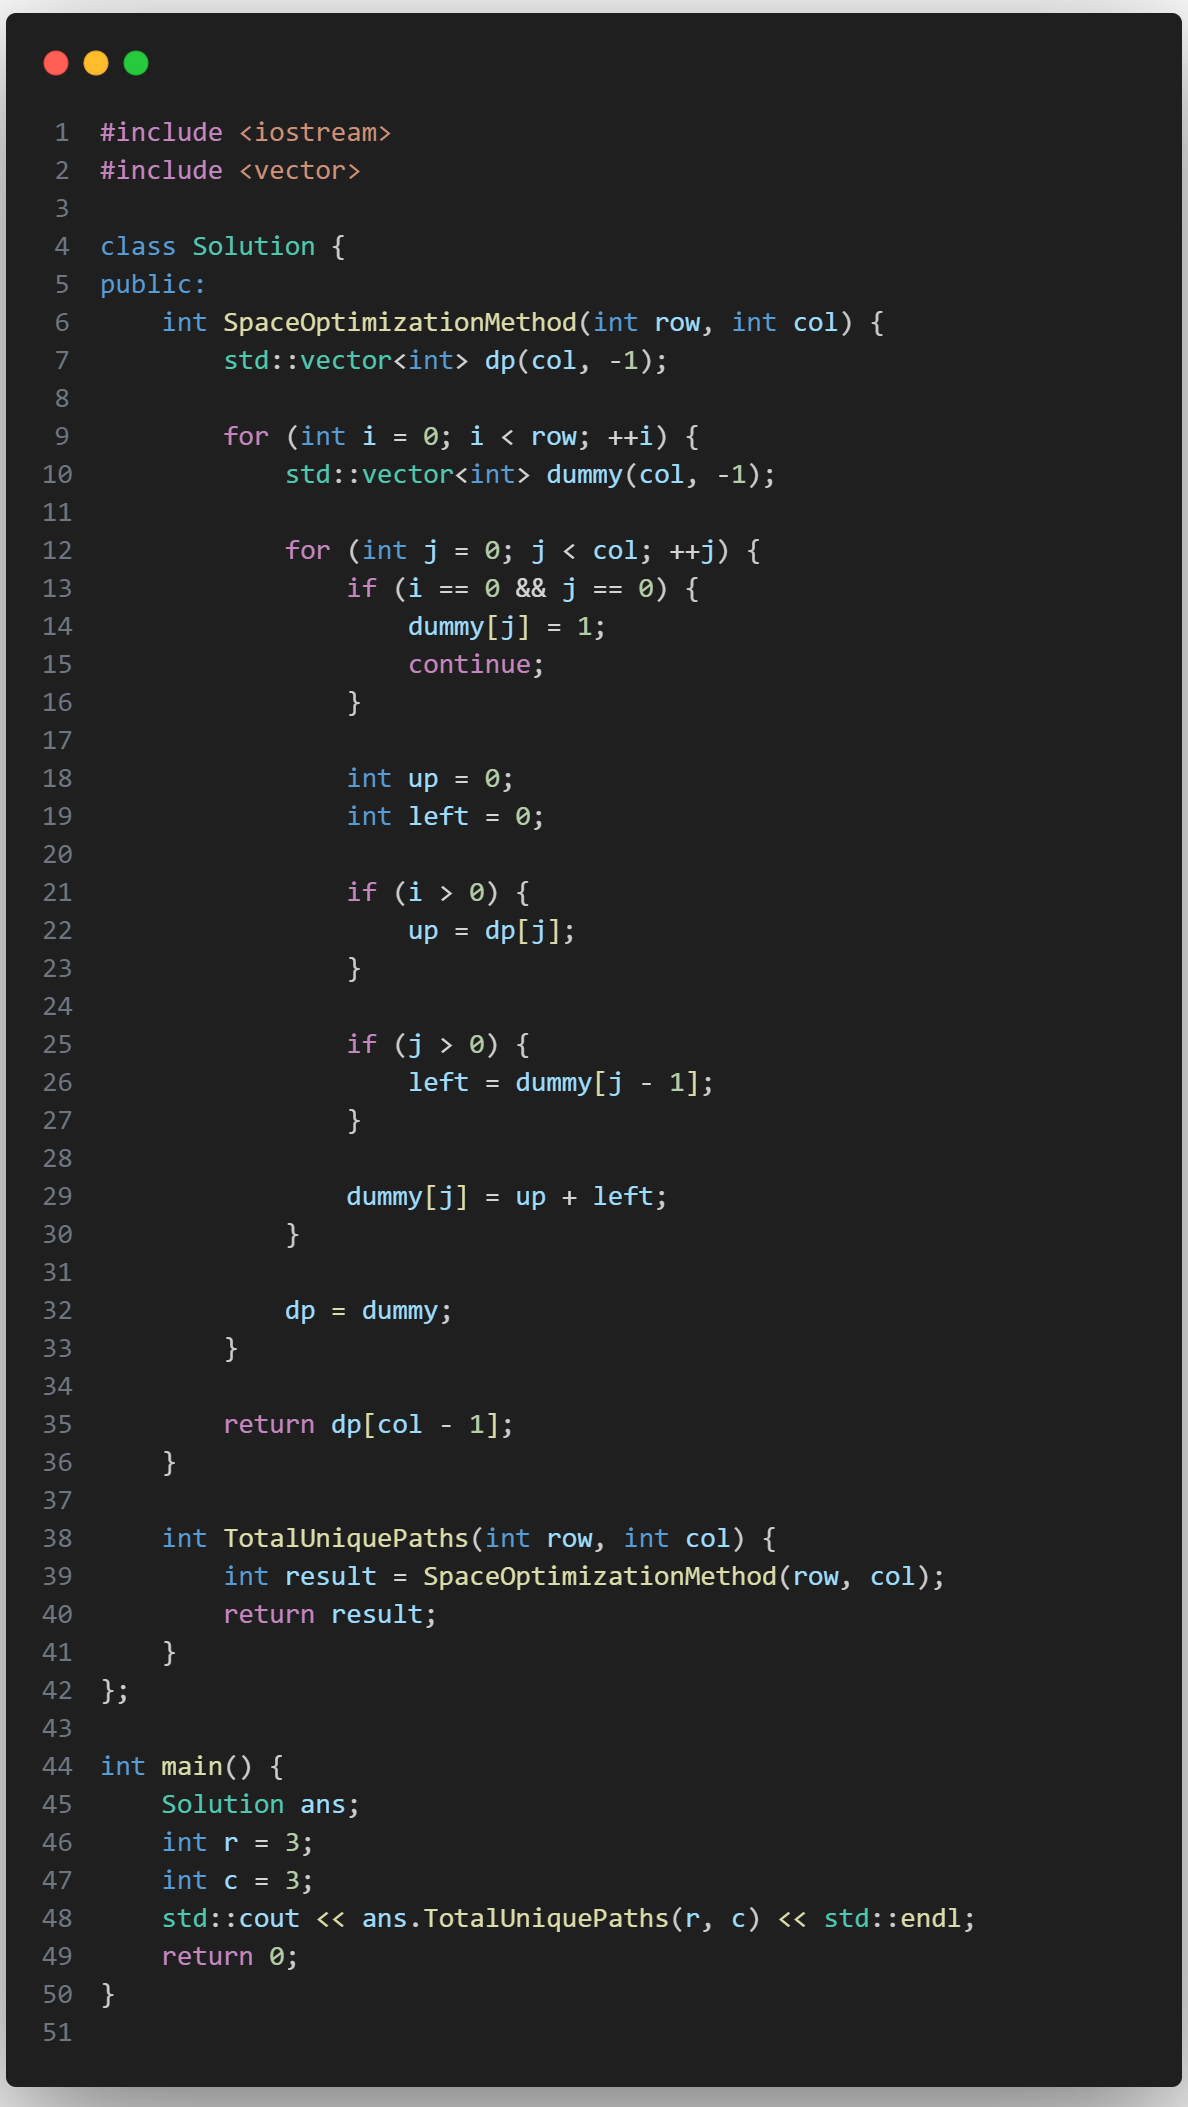 1 #include <iostream>
2 #include <vector>
3
4 class Solution {
5 public:
6     int SpaceOptimizationMethod(int row, int col) {
7         std::vector<int> dp(col, -1);
8
9         for (int i = 0; i < row; ++i) {
10             std::vector<int> dummy(col, -1);
11
12             for (int j = 0; j < col; ++j) {
13                 if (i == 0 && j == 0) {
14                     dummy[j] = 1;
15                     continue;
16                 }
17
18                 int up = 0;
19                 int left = 0;
20
21                 if (i > 0) {
22                     up = dp[j];
23                 }
24
25                 if (j > 0) {
26                     left = dummy[j - 1];
27                 }
28
29                 dummy[j] = up + left;
30             }
31
32             dp = dummy;
33         }
34
35         return dp[col - 1];
36     }
37
38     int TotalUniquePaths(int row, int col) {
39         int result = SpaceOptimizationMethod(row, col);
40         return result;
41     }
42 };
43
44 int main() {
45     Solution ans;
46     int r = 3;
47     int c = 3;
48     std::cout << ans.TotalUniquePaths(r, c) << std::endl;
49     return 0;
50 }
51